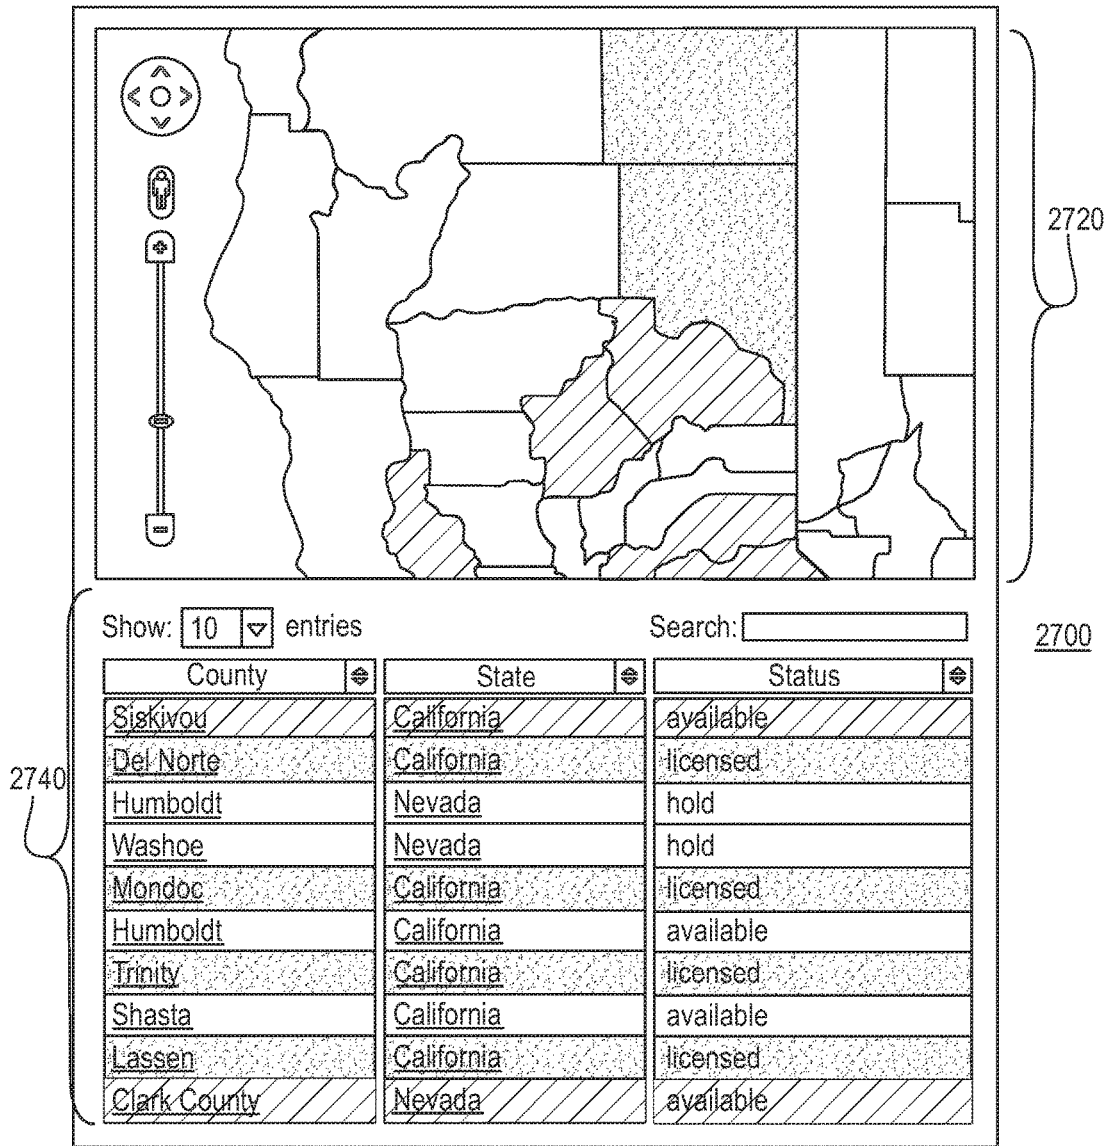 2720
Show: 10 entries Search:
2700
County State Status
Siskivou California available
Del Norte California licensed
2740
Humboldt Nevada hold
Washoe Nevada hold
Mondoc California licensed
Humboldt California available
Trinity California licensed
Shasta California available
Lassen California licensed
Clark County Nevada available